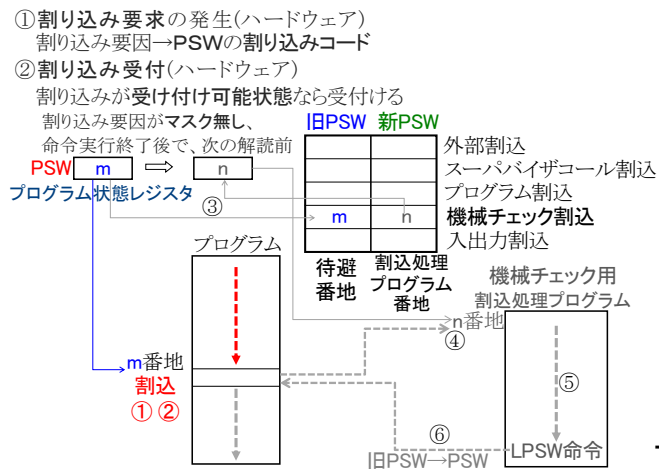 ①割り込み要求の発生(ハードウェア)
割り込み要因→PSWの割り込みコード
②割り込み受付(ハードウェア)
割り込みが受け付け可能状態なら受付ける
割り込み要因がマスク無し、
命令実行終了後で、次の解読前
旧PSW 新PSW
外部割込
スーパバイザコール割込
プログラム割込
機械チェック割込
入出力割込
PSW m ⇨ n
プログラム状態レジスタ
③
m n
待避
番地
割込処理
プログラム
番地
プログラム
機械チェック用
割込処理プログラム
n番地
④
m番地
割込
① ②
⑤
⑥
旧PSW→PSW
LPSW命令